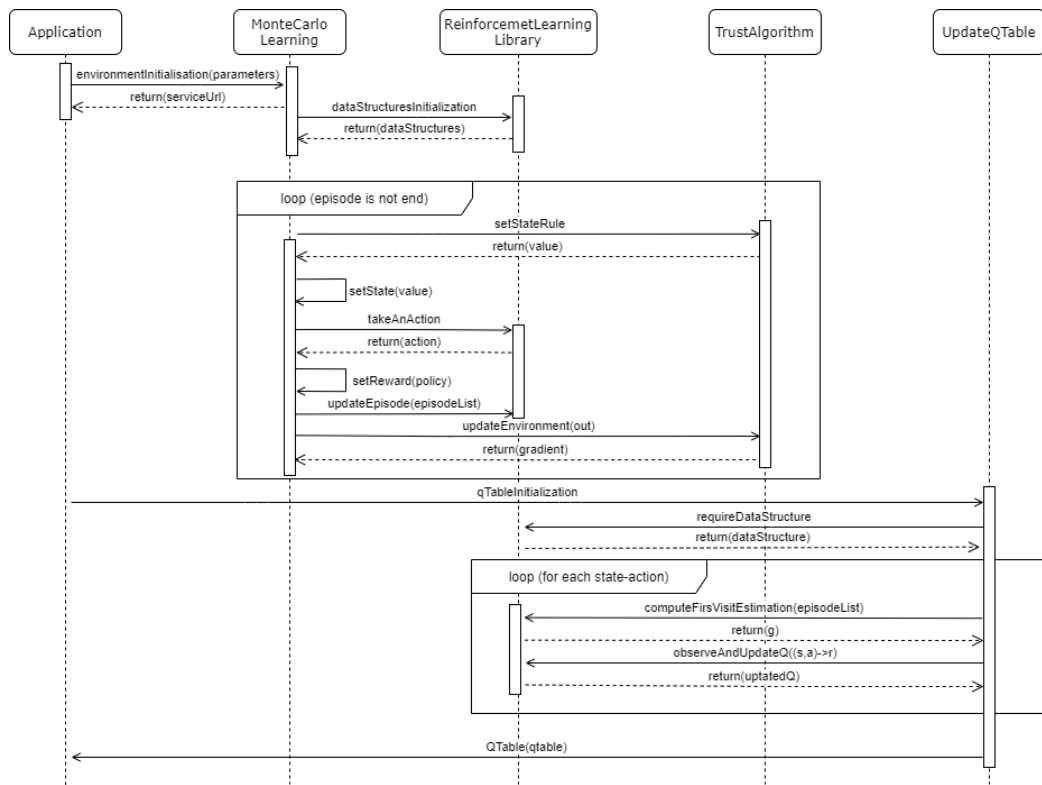 Application
MonteCarlo
Learning
ReinforcemetLearning
Library
TrustAlgorithm
UpdateQTable
environmentInitialisation(parameters)
return(serviceUrl)
dataStructuresInitialization
return(dataStructures)
loop (episode is not end)
setStateRule
return(value)
setState(value)
takeAnAction
return(action)
setReward(policy)
updateEpisode(episodeList)
updateEnvironment(out)
return(gradient)
qTableInitialization
requireDataStructure
return(dataStructure)
loop (for each state-action)
computeFirsVisitEstimation(episodeList)
return(g)
observeAndUpdateQ((s,a)->r)
return(uptatedQ)
QTable(qtable)